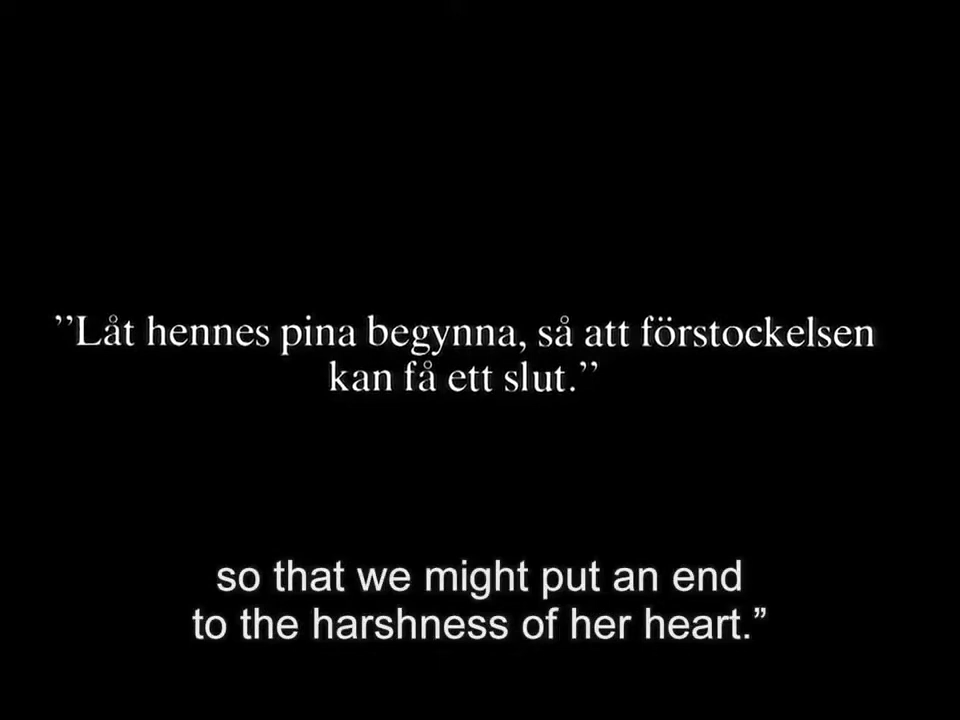 ”Låt hennes pina begynna, så att förstockelsen
kan få ett slut.”
so that we might put an end
to the harshness of her heart.”